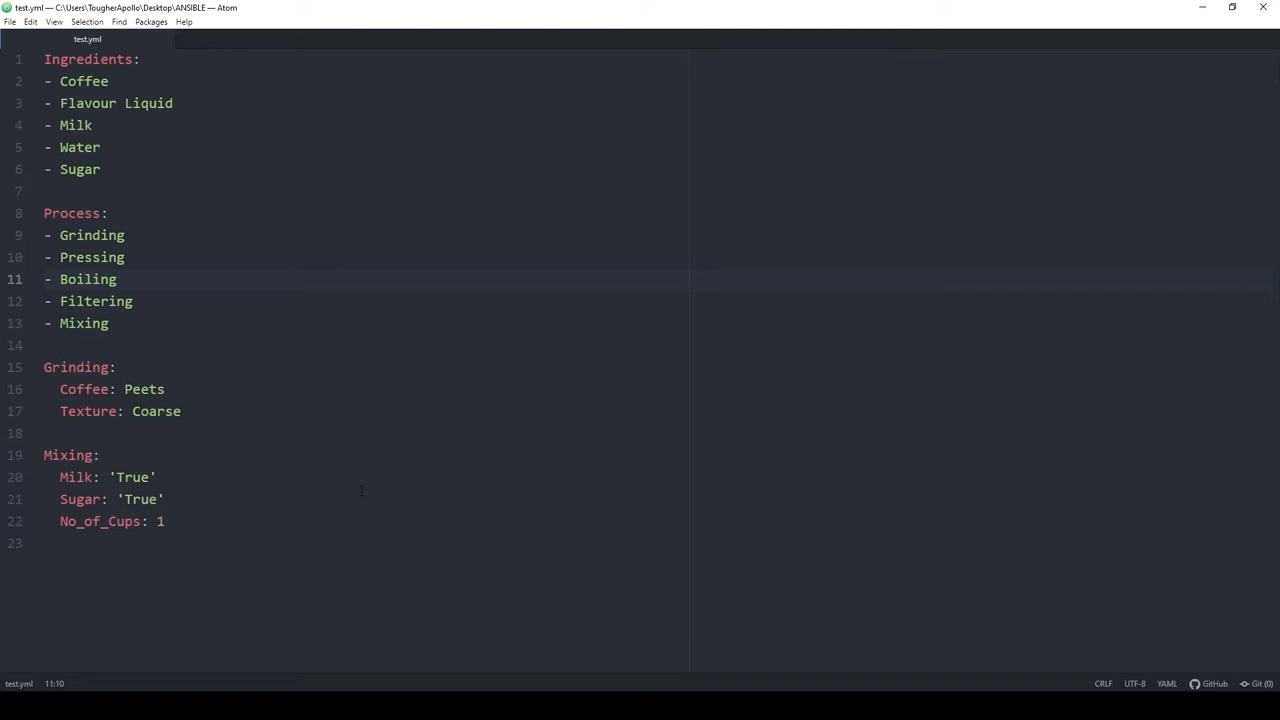 test.yml — C:\Users\TougherApollo\Desktop\ANSIBLE — Atom
File Edit View Selection Find Packages Help
test.yml
1 Ingredients:
2 - Coffee
3 - Flavour Liquid
4 - Milk
5 - Water
6 - Sugar
7
8 Process:
9 - Grinding
10 - Pressing
11 - Boiling
12 - Filtering
13 - Mixing
14
15 Grinding:
16 Coffee: Peets
17 Texture: Coarse
18
19 Mixing:
20 Milk: 'True'
21 Sugar: 'True'
22 No_of_Cups: 1
23
test.yml 11:10 CRLF UTF-8 YAML GitHub Git (0)